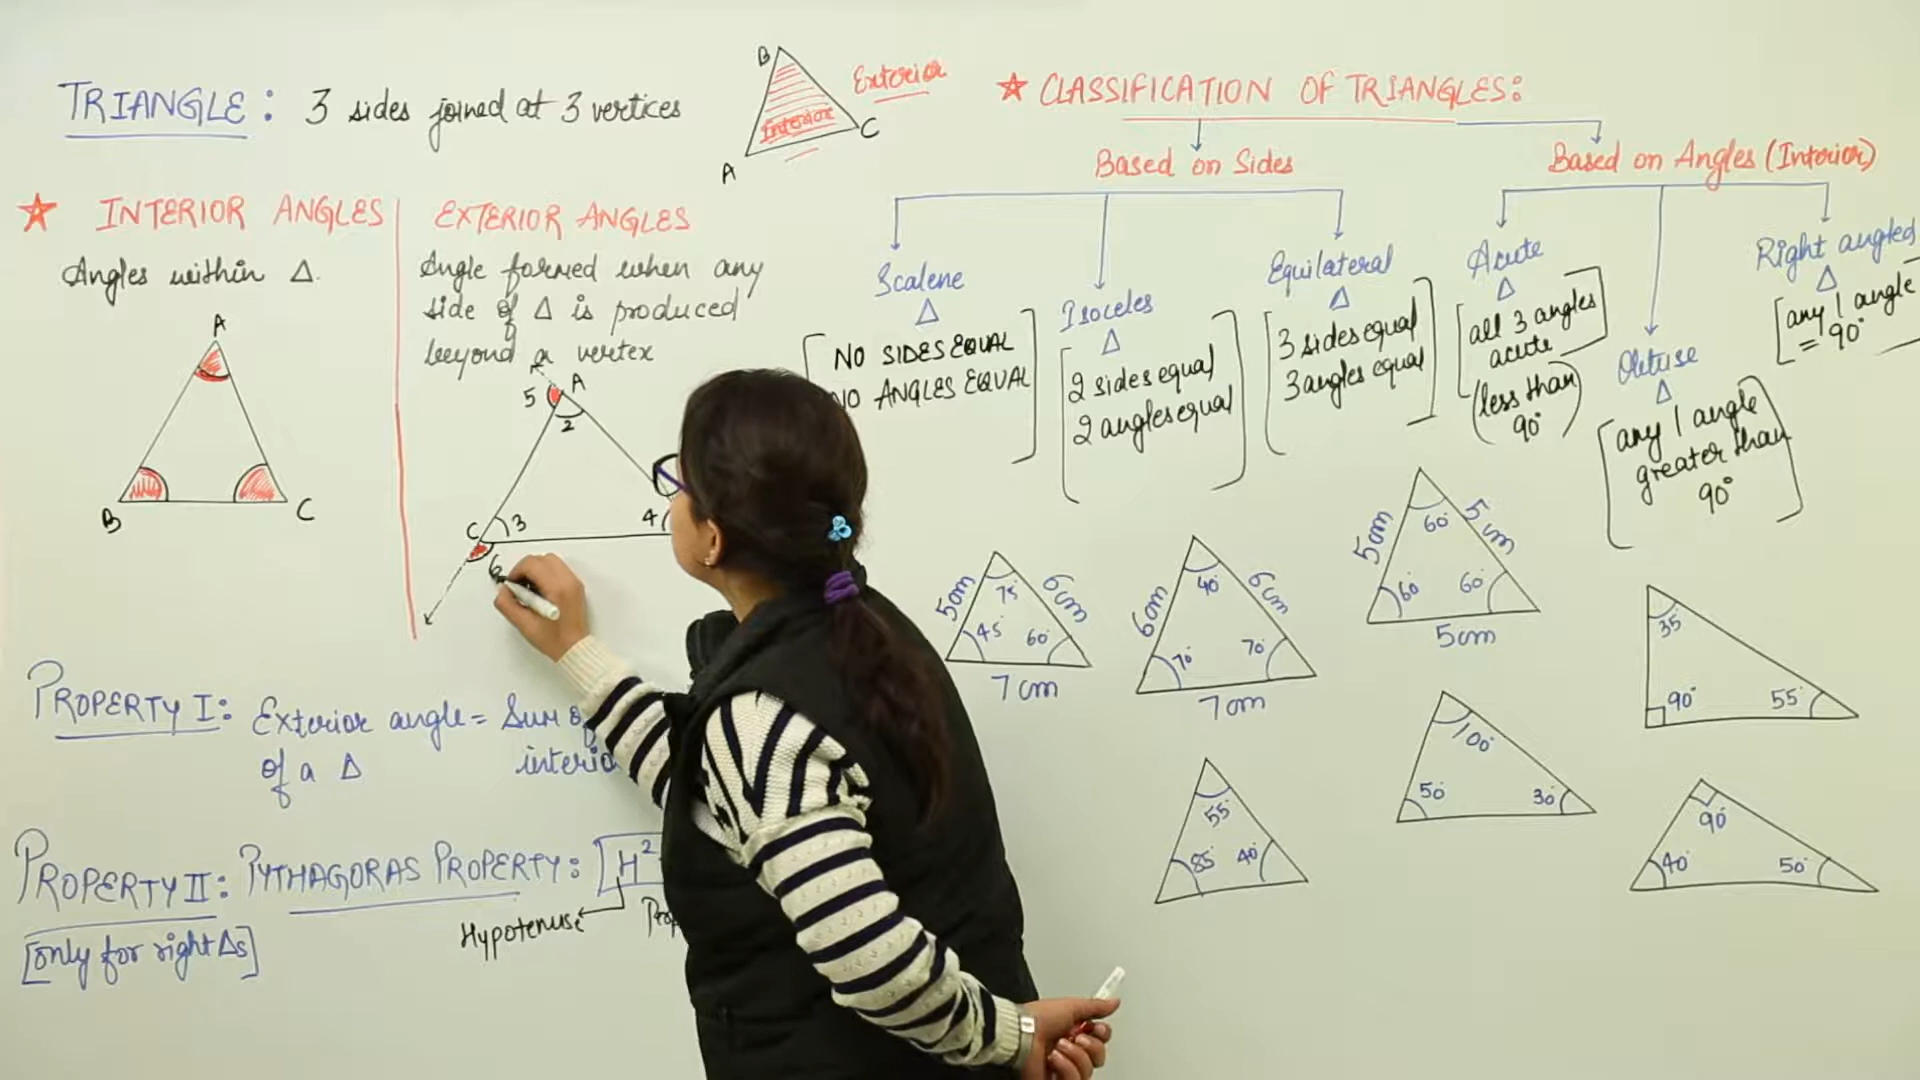 TRIANGLE: 3 sides joined at 3 vertices
B
Interior
A
C
Exterior
INTERIOR ANGLES
Angles within Δ.
A
B
C
EXTERIOR ANGLES
Angle formed when any
side of Δ is produced
beyond a vertex
5
A
2
C
3
4
6
PROPERTY I: Exterior angle = Sum
of a Δ
PROPERTY II: PYTHAGORAS PROPERTY: H²
Hypotenuse
[only for right Δs]
CLASSIFICATION OF TRIANGLES:
Based on Sides
Scalene
Δ
NO SIDES EQUAL
NO ANGLES EQUAL
Isoceles
Δ
2 sides equal
2 angles equal
Equilateral
Δ
3 sides equal
3 angles equal
Based on Angles (Interior)
Acute
Δ
all 3 angles
acute
(less than
90°)
Obtuse
Δ
any 1 angle
greater than
90°
Right angled
Δ
any 1 angle
= 90°
5cm
75°
6cm
45°
60°
7cm
6cm
40°
6cm
70°
70°
7cm
5cm
60°
5cm
60°
60°
5cm
35°
90°
55°
55°
85°
40°
100°
50°
30°
90°
40°
50°